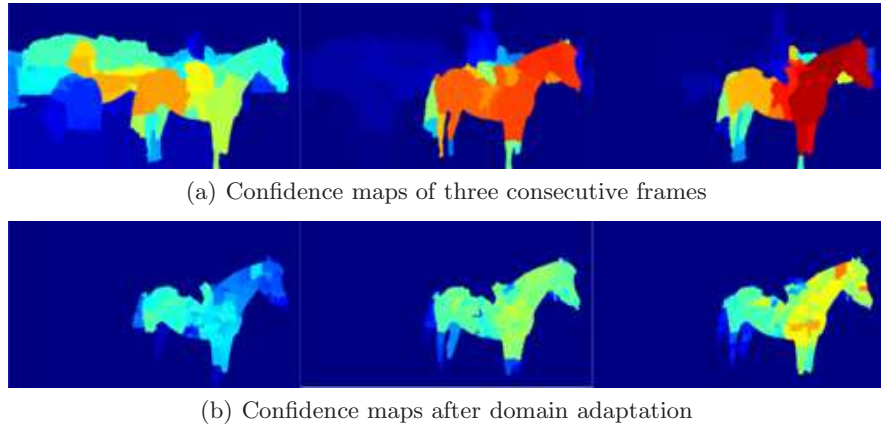 (a) Confidence maps of three consecutive frames
(b) Confidence maps after domain adaptation